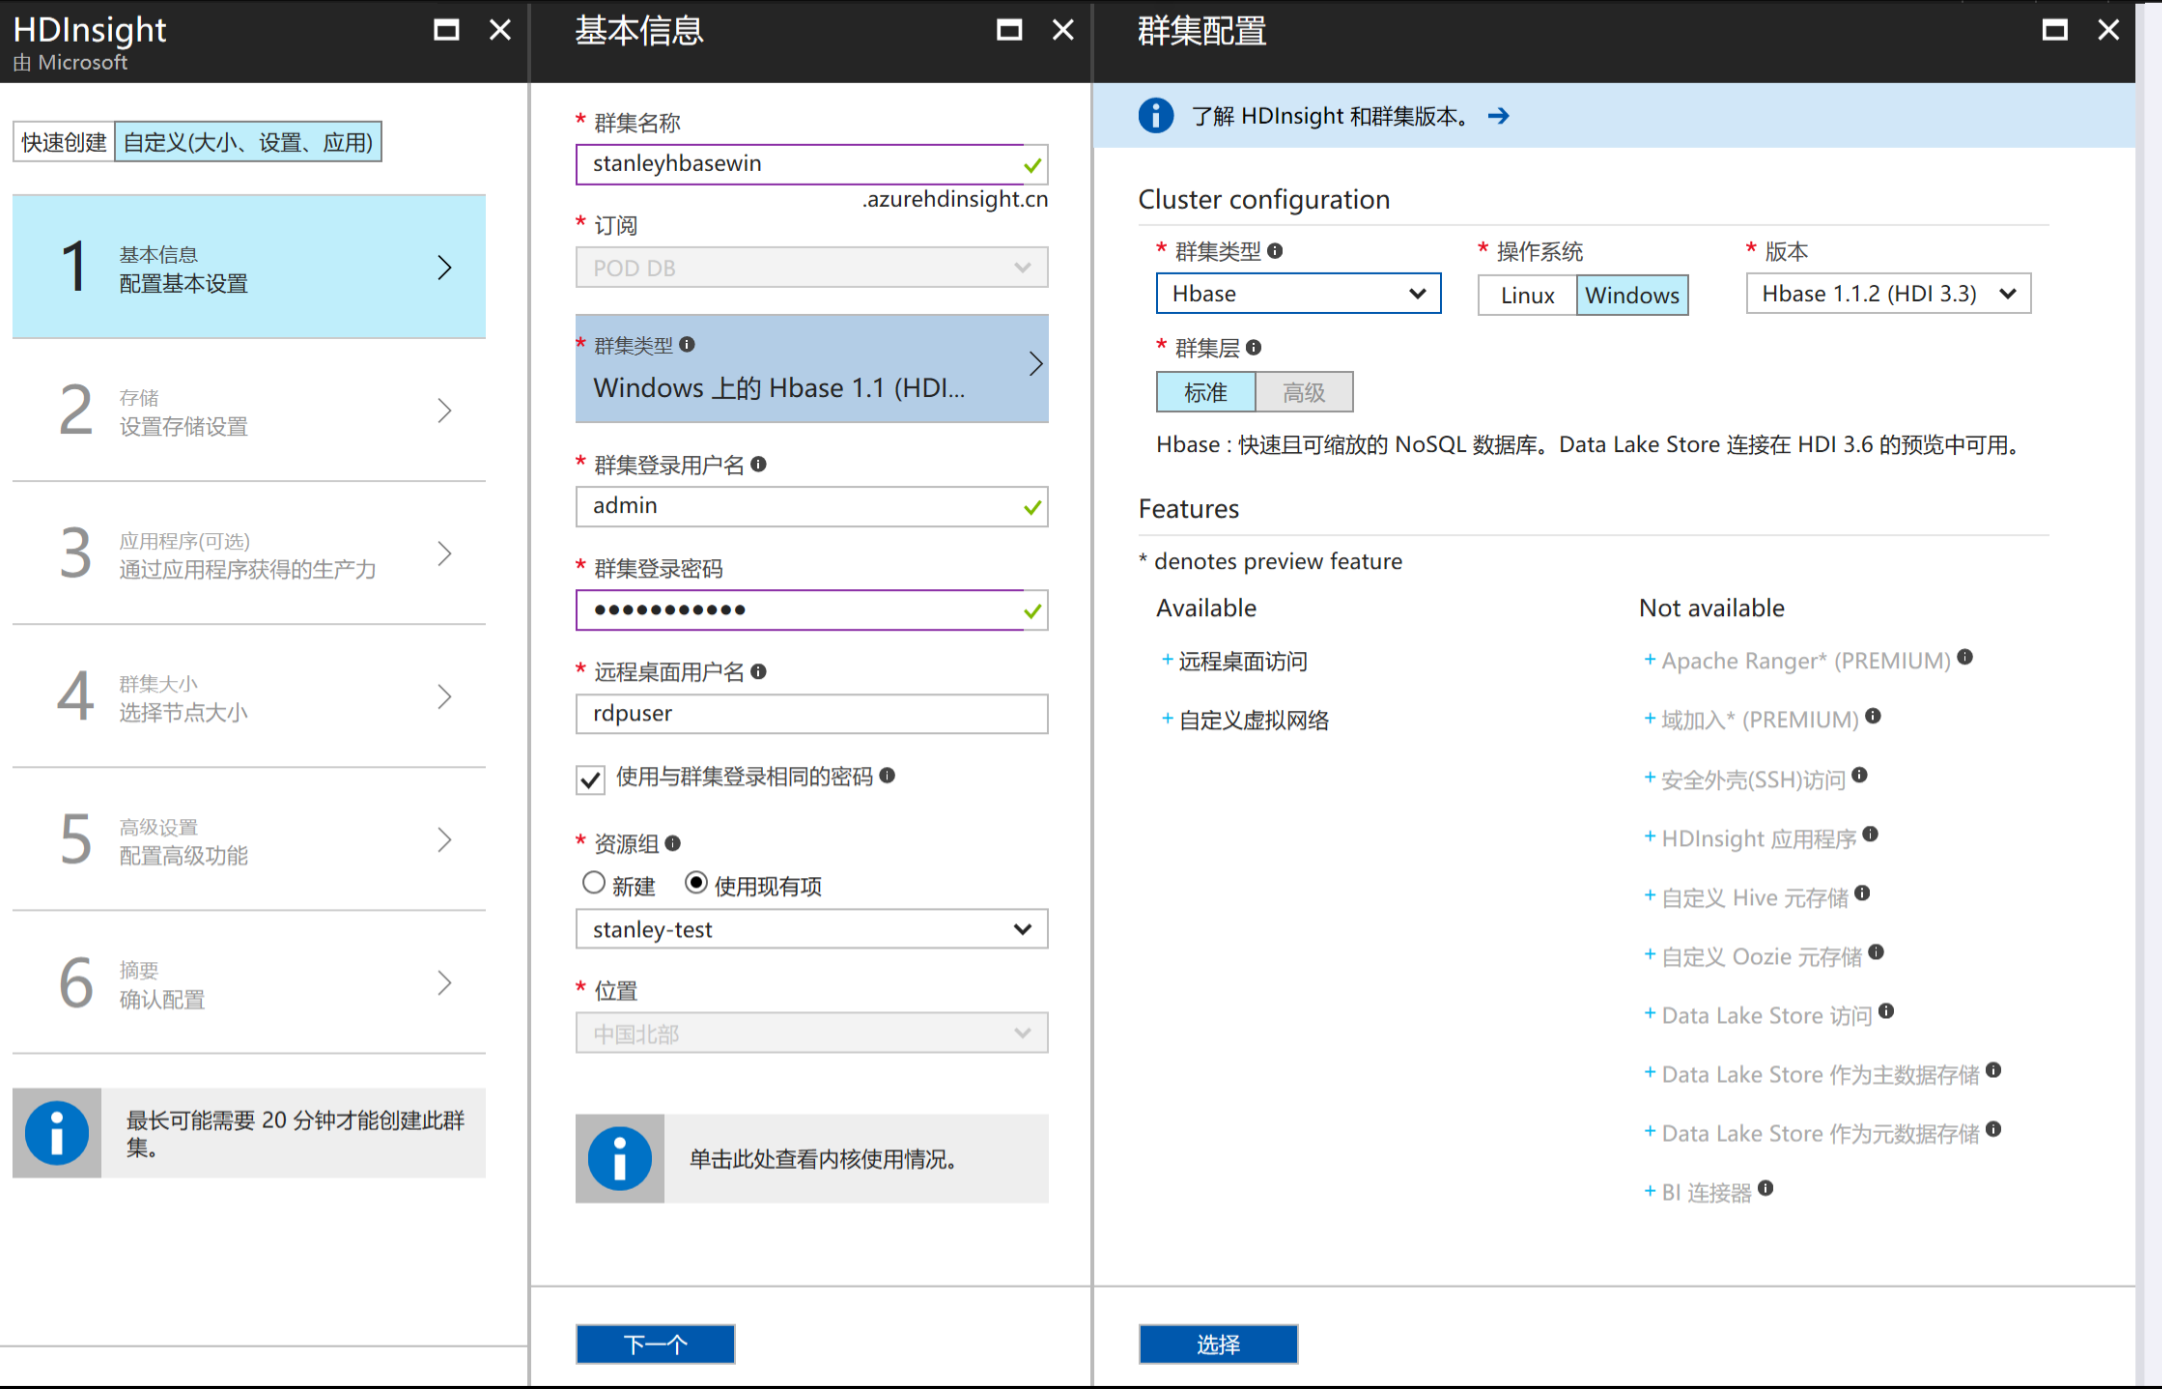 HDInsight
由 Microsoft
快速创建
自定义(大小、设置、应用)
1
基本信息
配置基本设置
2
存储
设置存储设置
3
应用程序(可选)
通过应用程序获得的生产力
4
群集大小
选择节点大小
5
高级设置
配置高级功能
6
摘要
确认配置
最长可能需要 20 分钟才能创建此群
集。
基本信息
* 群集名称
stanleyhbasewin
.azurehdinsight.cn
* 订阅
POD DB
* 群集类型
Windows 上的 Hbase 1.1 (HDI...
* 群集登录用户名
admin
* 群集登录密码
•••••••••••
* 远程桌面用户名
rdpuser
使用与群集登录相同的密码
* 资源组
新建 使用现有项
stanley-test
* 位置
中国北部
单击此处查看内核使用情况。
下一个
群集配置
了解 HDInsight 和群集版本。
Cluster configuration
* 群集类型 * 操作系统 * 版本
Hbase Linux Windows Hbase 1.1.2 (HDI 3.3)
* 群集层
标准 高级
Hbase : 快速且可缩放的 NoSQL 数据库。Data Lake Store 连接在 HDI 3.6 的预览中可用。
Features
* denotes preview feature
Available
+ 远程桌面访问
+ 自定义虚拟网络
Not available
+ Apache Ranger* (PREMIUM)
+ 域加入* (PREMIUM)
+ 安全外壳(SSH)访问
+ HDInsight 应用程序
+ 自定义 Hive 元存储
+ 自定义 Oozie 元存储
+ Data Lake Store 访问
+ Data Lake Store 作为主数据存储
+ Data Lake Store 作为元数据存储
+ BI 连接器
选择